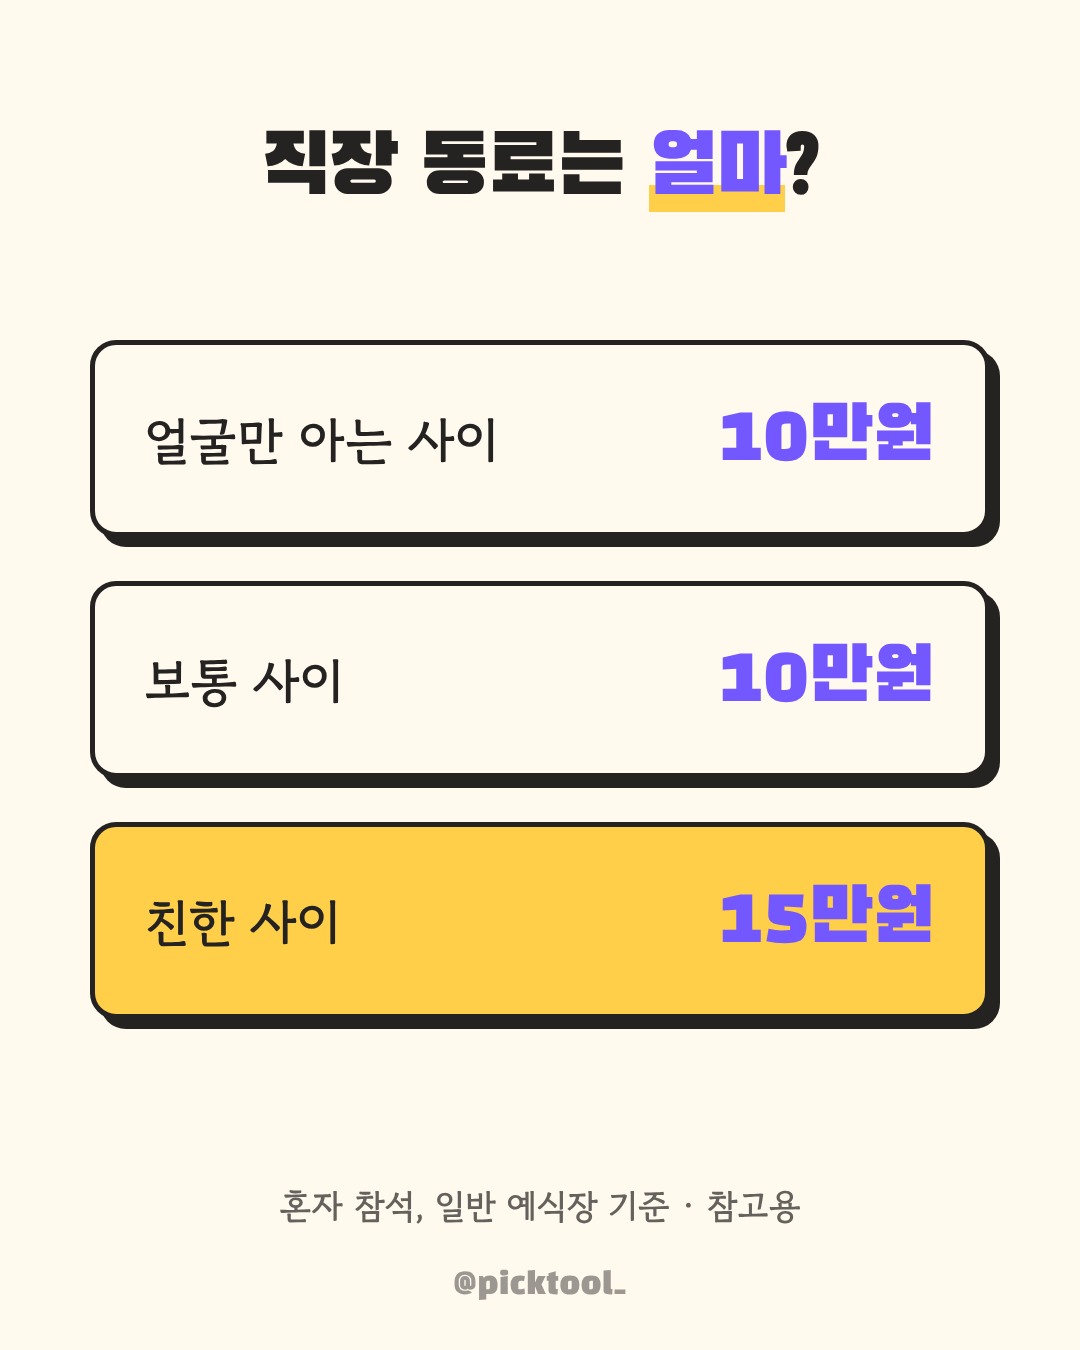 직장 동료는 얼마?
얼굴만 아는 사이 10만원
보통 사이 10만원
친한 사이 15만원
혼자 참석, 일반 예식장 기준 · 참고용
@picktool_